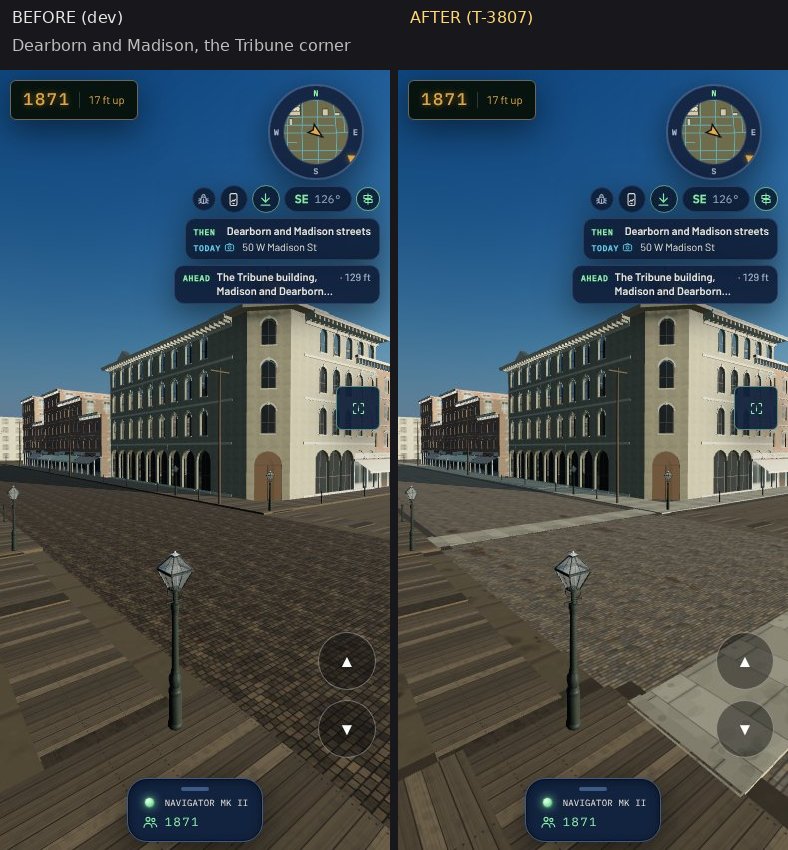 BEFORE (dev)
AFTER (T-3807)
Dearborn and Madison, the Tribune corner
1871 17 ft up
N
W E
S
SE 126°
THEN Dearborn and Madison streets
TODAY 50 W Madison St
AHEAD The Tribune building, · 129 ft
Madison and Dearborn...
▲
▼
NAVIGATOR MK II
1871
1871 17 ft up
N
W E
S
SE 126°
THEN Dearborn and Madison streets
TODAY 50 W Madison St
AHEAD The Tribune building, · 129 ft
Madison and Dearborn...
▲
▼
NAVIGATOR MK II
1871